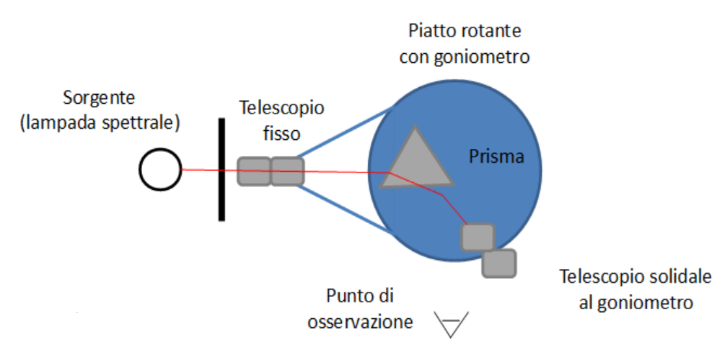 Piatto rotante
con goniometro
Sorgente
(lampada spettrale)
Telescopio
fisso
Prisma
Telescopio solidale
al goniometro
Punto di
osservazione